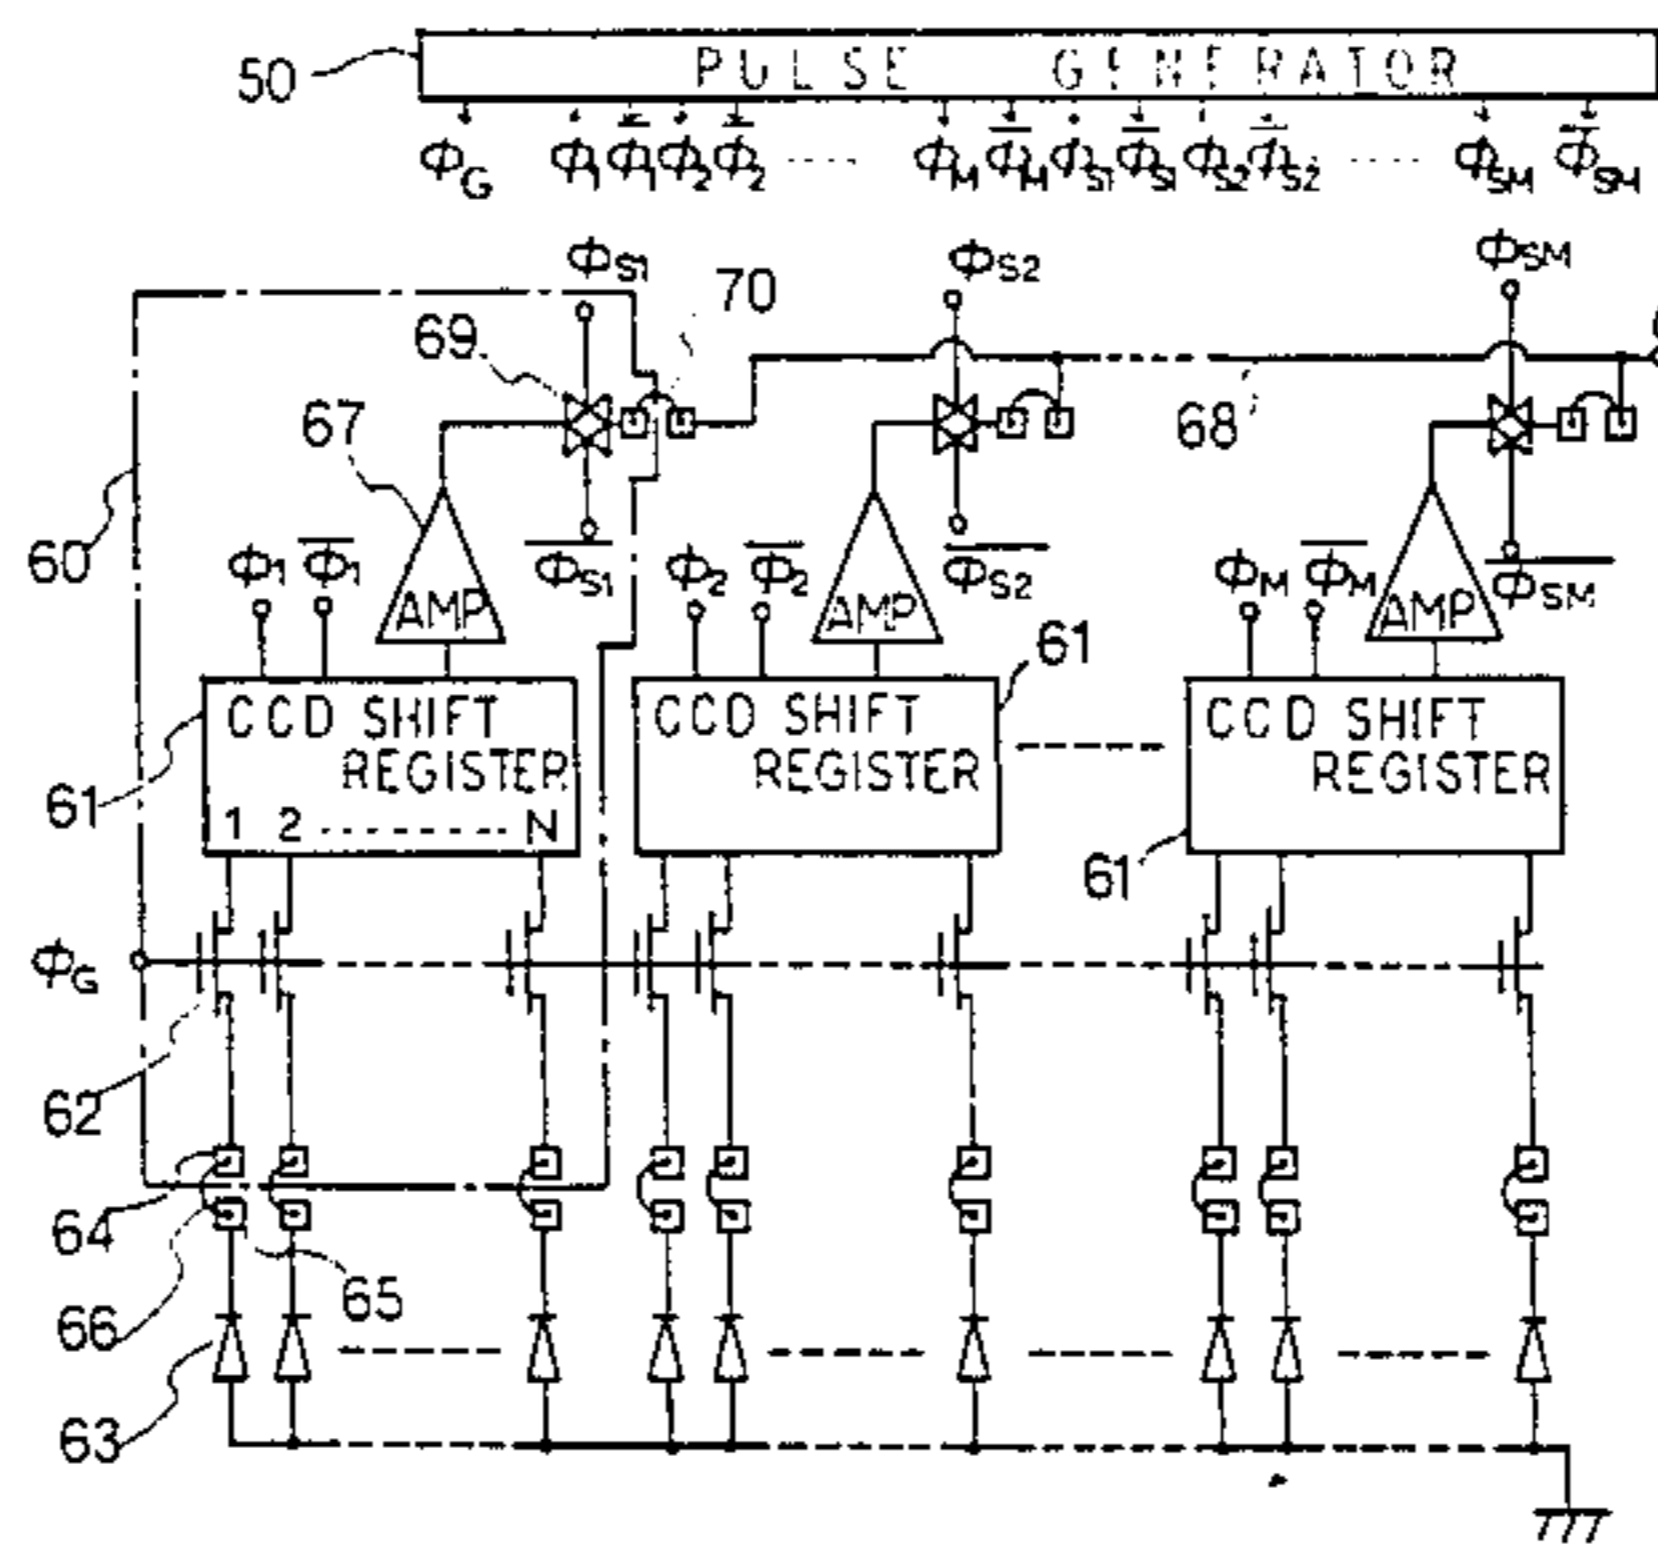 50 PULSE GENERATOR
ΦG Φ1 Φ̅1 Φ2 Φ̅2 ..... ΦM Φ̅M ΦS1 Φ̅S1 ΦS2 Φ̅S2 ..... ΦSM Φ̅SM
ΦS1 70 ΦS2 ΦSM
69
67 68
60 Φ1 Φ̅1 Φ̅S1 Φ2 Φ̅2 Φ̅S2 ΦM Φ̅M Φ̅SM
AMP AMP AMP
61
CCD SHIFT REGISTER
CCD SHIFT REGISTER
CCD SHIFT REGISTER
61 1 2 ............ N
61
ΦG
62
64
66 65
63